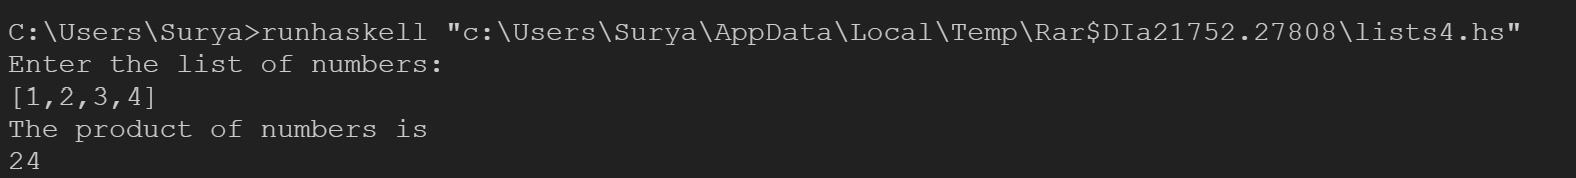 C:\Users\Surya>runhaskell "c:\Users\Surya\AppData\Local\Temp\Rar$DIa21752.27808\lists4.hs"
Enter the list of numbers:
[1,2,3,4]
The product of numbers is
24